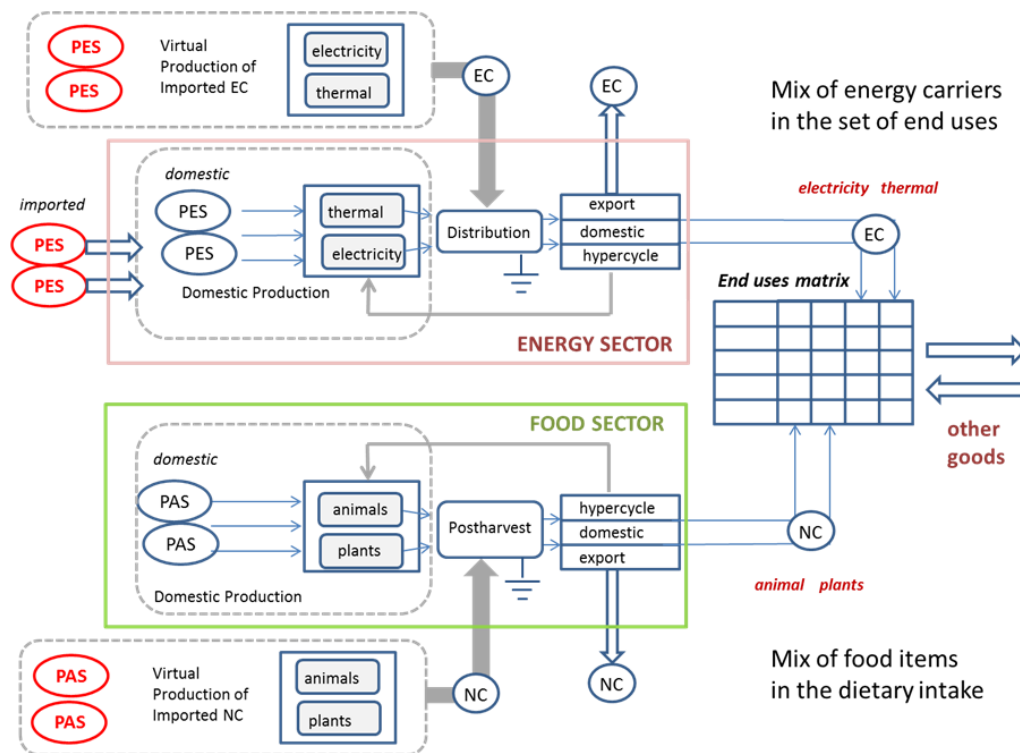 PES
PES
Virtual
Production of
Imported EC
electricity
thermal
EC
EC
Mix of energy carriers
in the set of end uses
imported
PES
PES
domestic
PES
PES
Domestic Production
thermal
electricity
Distribution
export
domestic
hypercycle
ENERGY SECTOR
electricity thermal
EC
End uses matrix
other
goods
FOOD SECTOR
domestic
PAS
PAS
Domestic Production
animals
plants
Postharvest
hypercycle
domestic
export
NC
animal plants
PAS
PAS
Virtual
Production of
Imported NC
animals
plants
NC
NC
Mix of food items
in the dietary intake